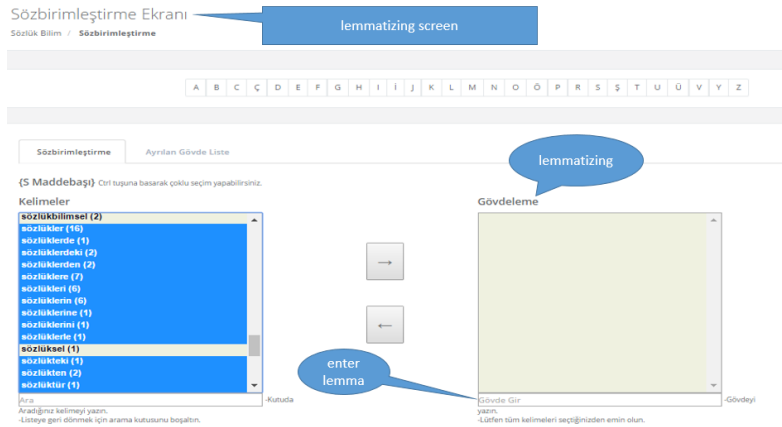 Sözbirimleştirme Ekranı
lemmatizing screen
Sözlük Bilim / Sözbirimleştirme
A B C Ç D E F G H I İ J K L M N O Ö P R S Ş T U Ü V Y Z
Sözbirimleştirme Ayrılan Gövde Liste
lemmatizing
{S Maddebaşı} Ctrl tuşuna basarak çoklu seçim yapabilirsiniz.
Kelimeler
Gövdeleme
sözlükbilimsel (2)
sözlükler (16)
sözlüklerde (1)
sözlüklerdeki (2)
sözlüklerden (2)
sözlüklere (7)
sözlükleri (6)
sözlüklerin (6)
sözlüklerine (1)
sözlüklerini (1)
sözlüklerle (1)
sözlüksel (1)
sözlükteki (1)
sözlükten (2)
sözlüktür (1)
→
←
enter
lemma
Ara -Kutuda
Aradığınız kelimeyi yazın.
-Listeye geri dönmek için arama kutusunu boşaltın.
Gövde Gir -Gövdeyi
yazın.
-Lütfen tüm kelimeleri seçtiğinizden emin olun.